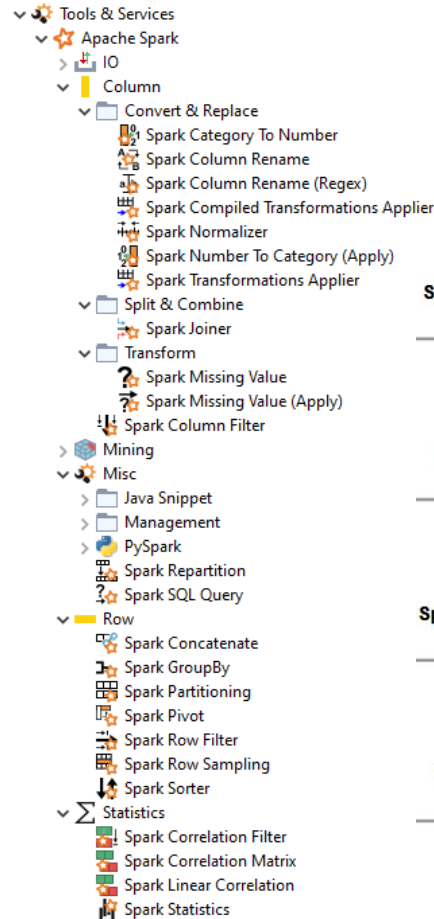 Tools & Services
Apache Spark
IO
Column
Convert & Replace
Spark Category To Number
Spark Column Rename
Spark Column Rename (Regex)
Spark Compiled Transformations Applier
Spark Normalizer
Spark Number To Category (Apply)
Spark Transformations Applier
S
Split & Combine
Spark Joiner
Transform
Spark Missing Value
Spark Missing Value (Apply)
Spark Column Filter
Mining
Misc
Java Snippet
Management
PySpark
Spark Repartition
Spark SQL Query
Sp
Row
Spark Concatenate
Spark GroupBy
Spark Partitioning
Spark Pivot
Spark Row Filter
Spark Row Sampling
Spark Sorter
Statistics
Spark Correlation Filter
Spark Correlation Matrix
Spark Linear Correlation
Spark Statistics